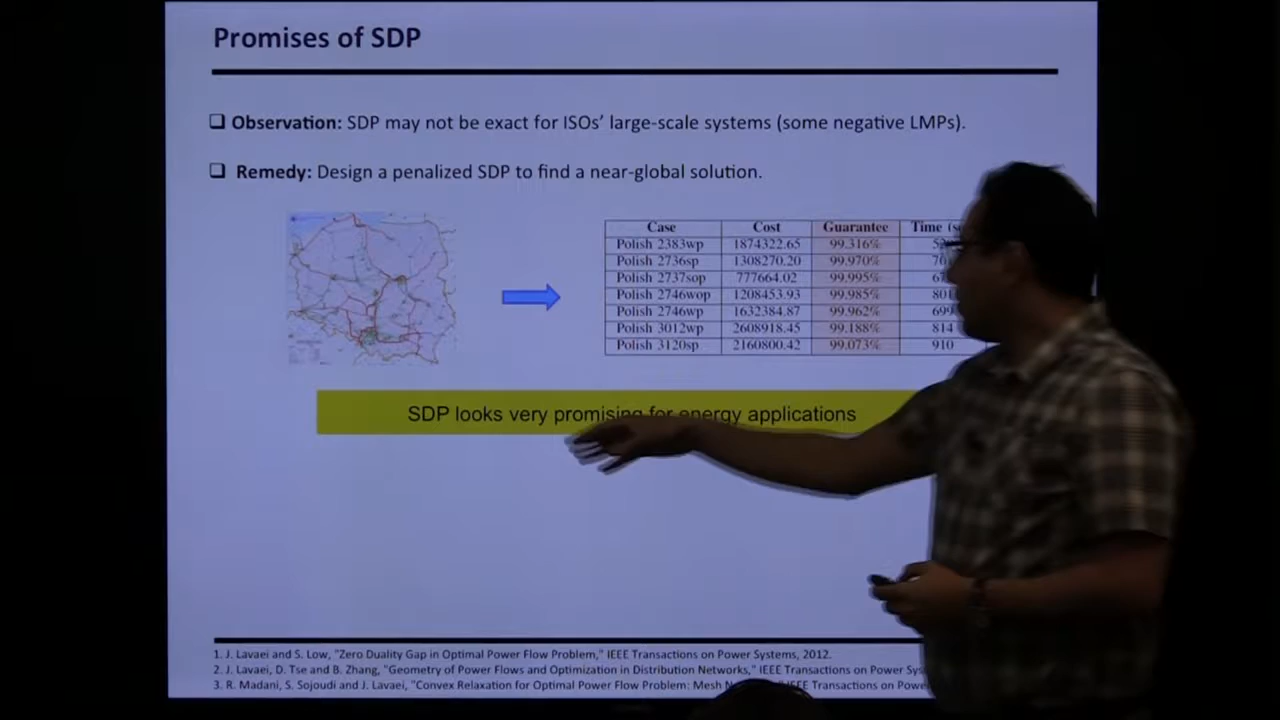 Promises of SDP
❑ Observation: SDP may not be exact for ISOs' large-scale systems (some negative LMPs).
❑ Remedy: Design a penalized SDP to find a near-global solution.
Case Cost Guarantee Time
Polish 2383wp 1874322.65 99.316%
Polish 2736sp 1308270.20 99.970%
Polish 2737sop 777664.02 99.995%
Polish 2746wop 1208453.93 99.985% 801
Polish 2746wp 1632384.87 99.962% 699
Polish 3012wp 2608918.45 99.188% 814
Polish 3120sp 2160800.42 99.073% 910
SDP looks very promising for energy applications
1. J. Lavaei and S. Low, "Zero Duality Gap in Optimal Power Flow Problem," IEEE Transactions on Power Systems, 2012.
2. J. Lavaei, D. Tse and B. Zhang, "Geometry of Power Flows and Optimization in Distribution Networks," IEEE Transactions on Power
3. R. Madani, S. Sojoudi and J. Lavaei, "Convex Relaxation for Optimal Power Flow Problem: Mesh IEEE Transactions on